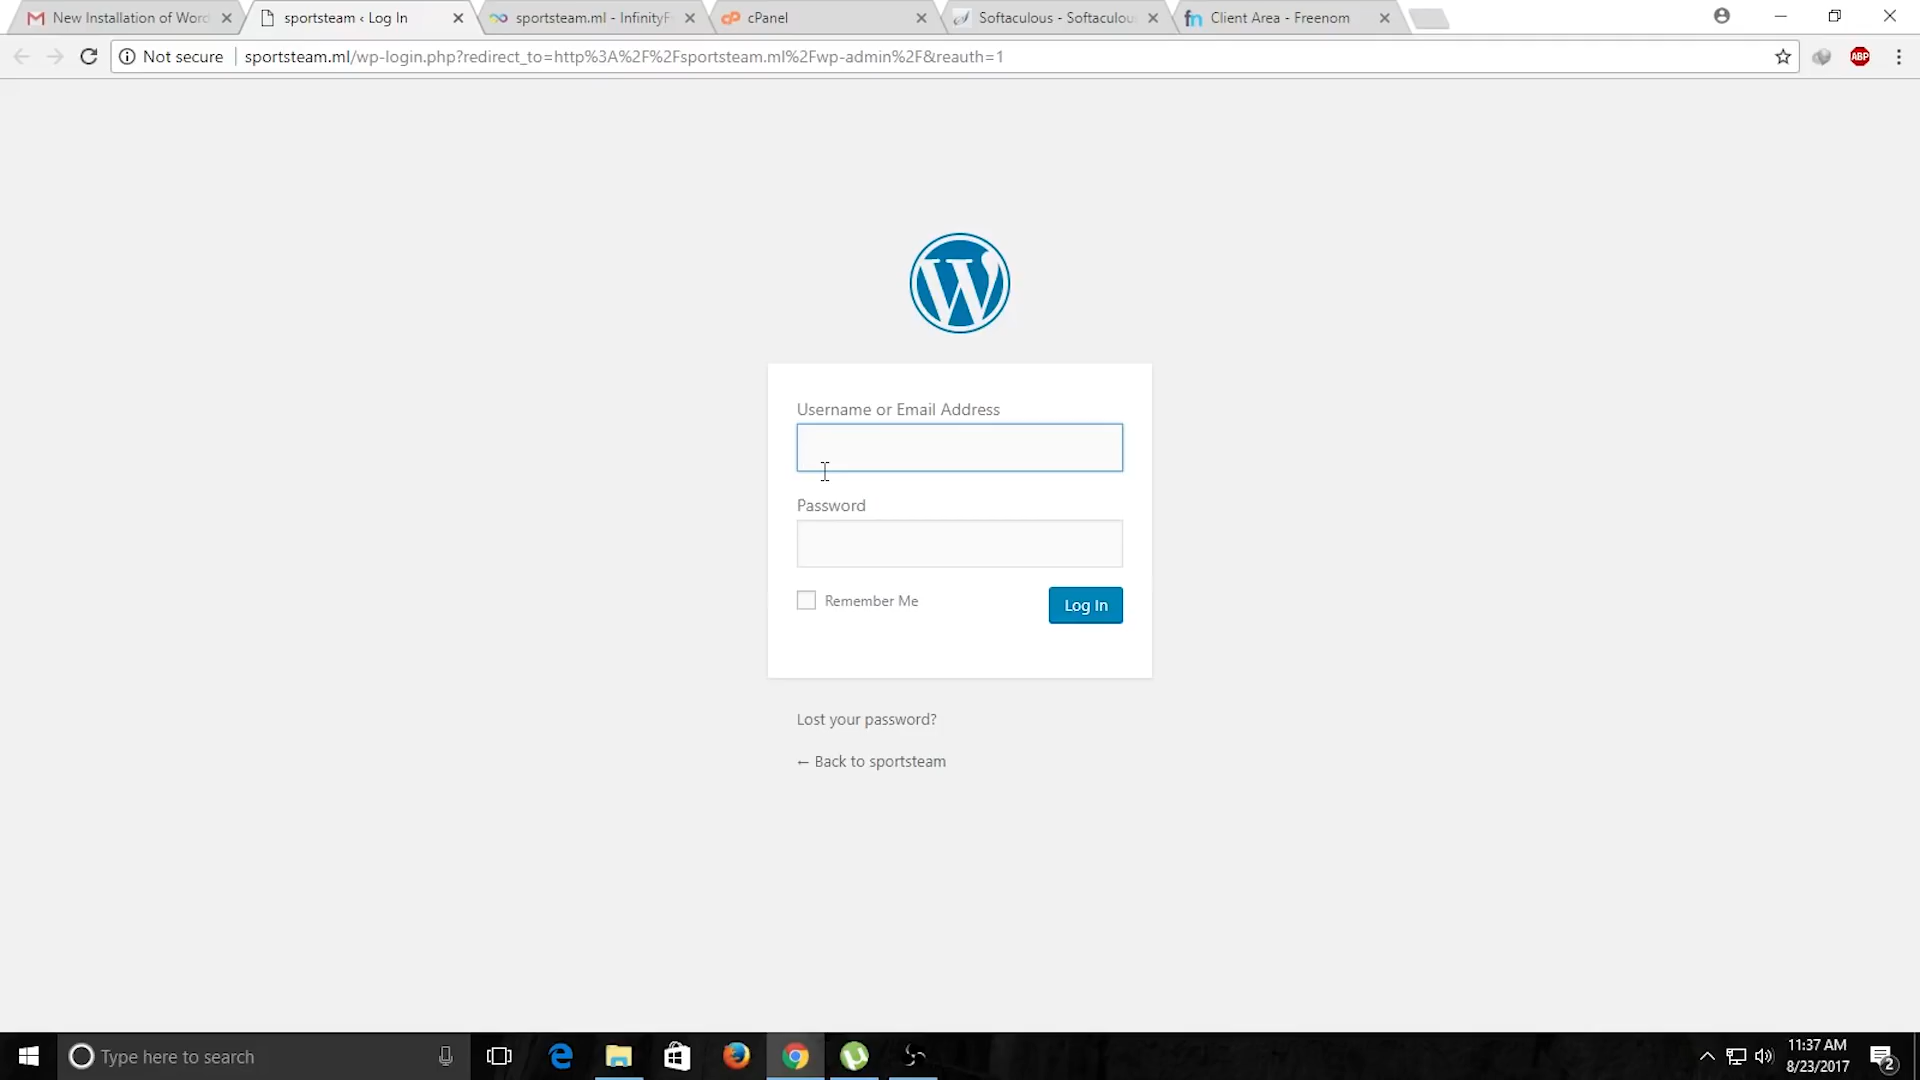 New Installation of Word
sportsteam ‹ Log In
sportsteam.ml - InfinityF
cPanel
Softaculous - Softaculou
Client Area - Freenom
Not secure
sportsteam.ml/wp-login.php?redirect_to=http%3A%2F%2Fsportsteam.ml%2Fwp-admin%2F&reauth=1
ABP
Username or Email Address
Password
Remember Me
Log In
Lost your password?
← Back to sportsteam
Type here to search
11:37 AM
8/23/2017
2